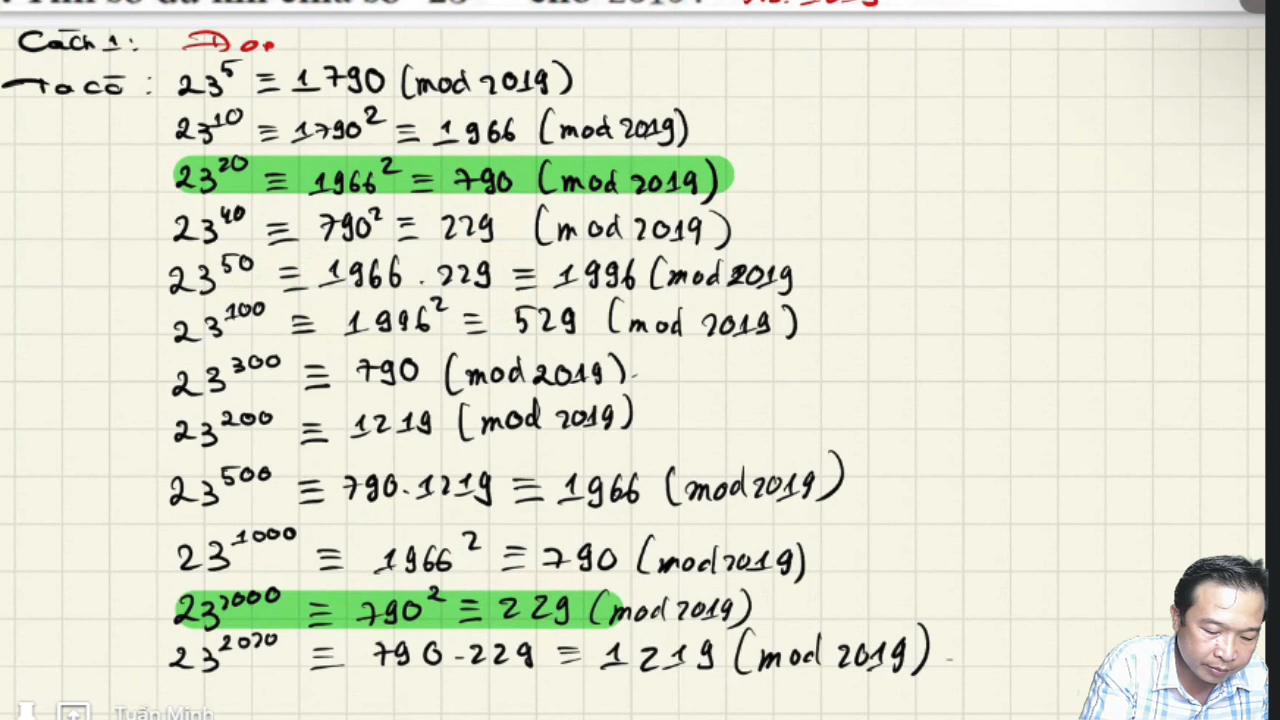 cho 2019?
Cách 1:
Ta có : 23^5 ≡ 1790 (mod 2019)
23^10 ≡ 1790^2 ≡ 1966 (mod 2019)
23^20 ≡ 1966^2 ≡ 790 (mod 2019)
23^40 ≡ 790^2 ≡ 229 (mod 2019)
23^50 ≡ 1966 . 229 ≡ 1996 (mod 2019
23^100 ≡ 1996^2 ≡ 529 (mod 2019)
23^300 ≡ 790 (mod 2019).
23^200 ≡ 1219 (mod 2019)
23^500 ≡ 790.1219 ≡ 1966 (mod 2019)
23^1000 ≡ 1966^2 ≡ 790 (mod 2019)
23^2000 ≡ 790^2 ≡ 229 (mod 2019)
23^2020 ≡ 790.229 ≡ 1219 (mod 2019)
Tuấn Minh